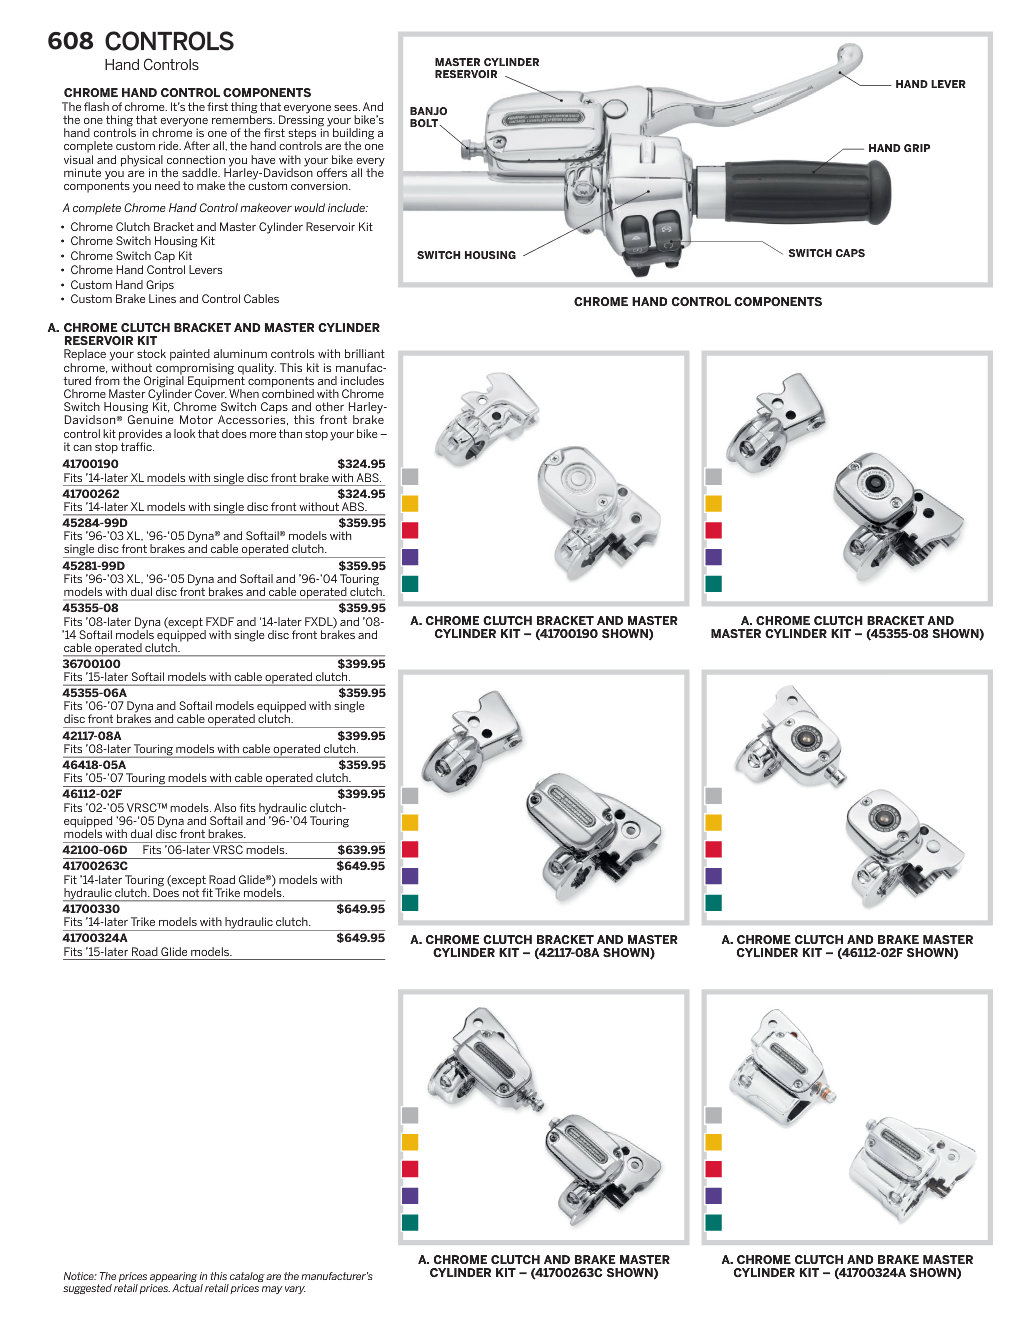 608 CONTROLS
Hand Controls
CHROME HAND CONTROL COMPONENTS
The flash of chrome. It's the first thing that everyone sees. And
the one thing that everyone remembers. Dressing your bike's
hand controls in chrome is one of the first steps in building a
complete custom ride. After all, the hand controls are the one
visual and physical connection you have with your bike every
minute you are in the saddle. Harley-Davidson offers all the
components you need to make the custom conversion.
A complete Chrome Hand Control makeover would include:
• Chrome Clutch Bracket and Master Cylinder Reservoir Kit
• Chrome Switch Housing Kit
• Chrome Switch Cap Kit
• Chrome Hand Control Levers
• Custom Hand Grips
• Custom Brake Lines and Control Cables
A. CHROME CLUTCH BRACKET AND MASTER CYLINDER
RESERVOIR KIT
Replace your stock painted aluminum controls with brilliant
chrome, without compromising quality. This kit is manufac-
tured from the Original Equipment components and includes
Chrome Master Cylinder Cover. When combined with Chrome
Switch Housing Kit, Chrome Switch Caps and other Harley-
Davidson® Genuine Motor Accessories, this front brake
control kit provides a look that does more than stop your bike –
it can stop traffic.
41700190 $324.95
Fits '14-later XL models with single disc front brake with ABS.
41700262 $324.95
Fits '14-later XL models with single disc front without ABS.
45284-99D $359.95
Fits '96-'03 XL, '96-'05 Dyna® and Softail® models with
single disc front brakes and cable operated clutch.
45281-99D $359.95
Fits '96-'03 XL, '96-'05 Dyna and Softail and '96-'04 Touring
models with dual disc front brakes and cable operated clutch.
45355-08 $359.95
Fits '08-later Dyna (except FXDF and '14-later FXDL) and '08-
'14 Softail models equipped with single disc front brakes and
cable operated clutch.
36700100 $399.95
Fits '15-later Softail models with cable operated clutch.
45355-06A $359.95
Fits '06-'07 Dyna and Softail models equipped with single
disc front brakes and cable operated clutch.
42117-08A $399.95
Fits '08-later Touring models with cable operated clutch.
46418-05A $359.95
Fits '05-'07 Touring models with cable operated clutch.
46112-02F $399.95
Fits '02-'05 VRSC™ models. Also fits hydraulic clutch-
equipped '96-'05 Dyna and Softail and '96-'04 Touring
models with dual disc front brakes.
42100-06D Fits '06-later VRSC models. $639.95
41700263C $649.95
Fit '14-later Touring (except Road Glide®) models with
hydraulic clutch. Does not fit Trike models.
41700330 $649.95
Fits '14-later Trike models with hydraulic clutch.
41700324A $649.95
Fits '15-later Road Glide models.
Notice: The prices appearing in this catalog are the manufacturer's
suggested retail prices. Actual retail prices may vary.
MASTER CYLINDER
RESERVOIR
HAND LEVER
BANJO
BOLT
HAND GRIP
SWITCH HOUSING
SWITCH CAPS
CHROME HAND CONTROL COMPONENTS
A. CHROME CLUTCH BRACKET AND MASTER
CYLINDER KIT – (41700190 SHOWN)
A. CHROME CLUTCH BRACKET AND
MASTER CYLINDER KIT – (45355-08 SHOWN)
A. CHROME CLUTCH BRACKET AND MASTER
CYLINDER KIT – (42117-08A SHOWN)
A. CHROME CLUTCH AND BRAKE MASTER
CYLINDER KIT – (46112-02F SHOWN)
A. CHROME CLUTCH AND BRAKE MASTER
CYLINDER KIT – (41700263C SHOWN)
A. CHROME CLUTCH AND BRAKE MASTER
CYLINDER KIT – (41700324A SHOWN)